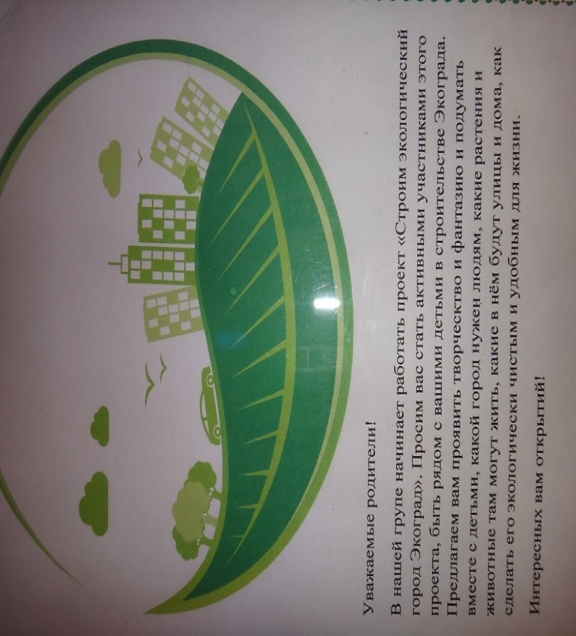 Уважаемые родители!
В нашей групе начинает работать проект «Строим экологический
город Экоград». Просим вас стать активными участниками этого
проекта, быть рядом с вашими детьми в строительстве Экограда.
Предлагаем вам проявить творчество и фантазию и подумать
вместе с детьми, какой город нужен людям, какие растения и
животные там могут жить, какие в нём будут улицы и дома, как
сделать его экологически чистым и удобным для жизни.
Интересных вам открытий!